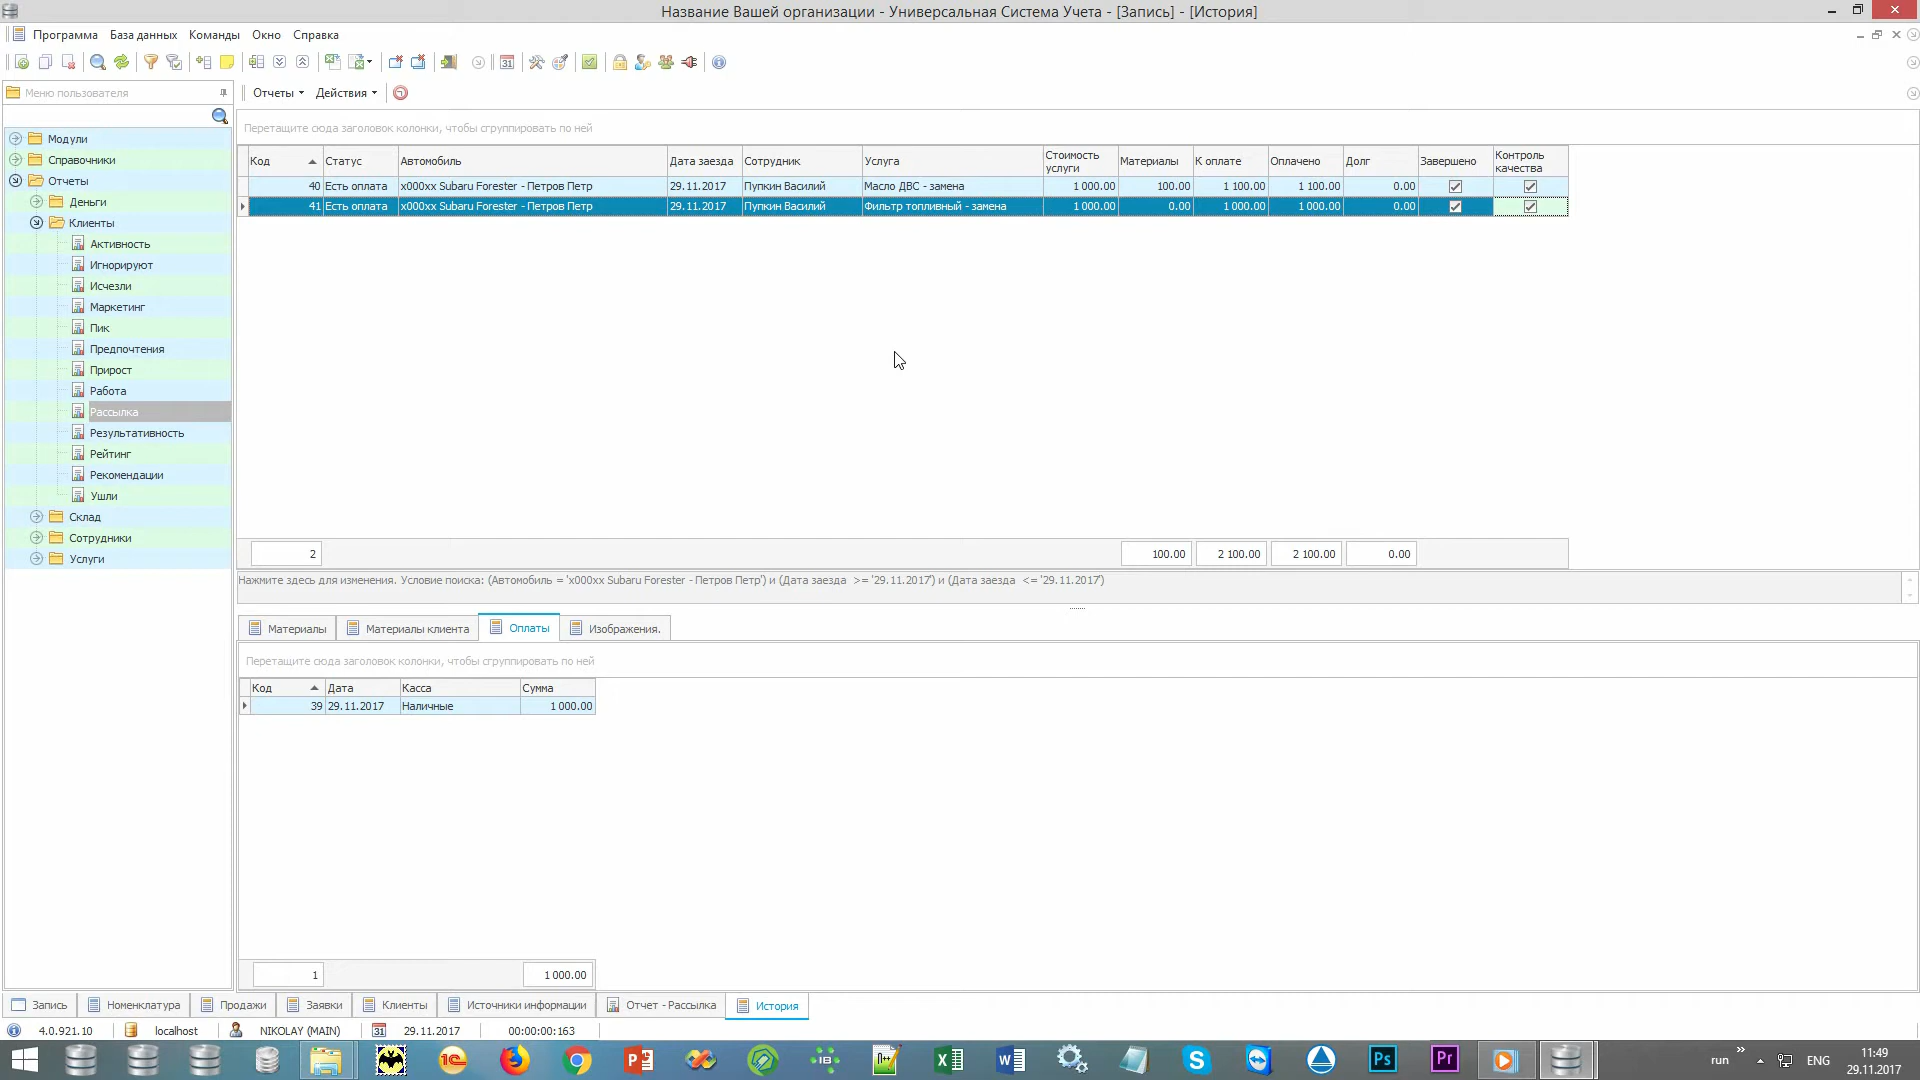 Название Вашей организации - Универсальная Система Учета - [Запись] - [История]
Программа База данных Команды Окно Справка
Меню пользователя
Отчеты Действия
Перетащите сюда заголовок колонки, чтобы сгруппировать по ней
Модули
Справочники
Отчеты
Деньги
Клиенты
Активность
Игнорируют
Исчезли
Маркетинг
Пик
Предпочтения
Прирост
Работа
Рассылка
Результативность
Рейтинг
Рекомендации
Ушли
Склад
Сотрудники
Услуги
Код Статус Автомобиль Дата заезда Сотрудник Услуга Стоимость услуги Материалы К оплате Оплачено Долг Завершено Контроль качества
40 Есть оплата x000xx Subaru Forester - Петров Петр 29.11.2017 Пупкин Василий Масло ДВС - замена 1 000.00 100.00 1 100.00 1 100.00 0.00
41 Есть оплата x000xx Subaru Forester - Петров Петр 29.11.2017 Пупкин Василий Фильтр топливный - замена 1 000.00 0.00 1 000.00 1 000.00 0.00
2 100.00 2 100.00 2 100.00 0.00
Нажмите здесь для изменения. Условие поиска: (Автомобиль = 'x000xx Subaru Forester - Петров Петр') и (Дата заезда >= '29.11.2017') и (Дата заезда <= '29.11.2017')
Материалы Материалы клиента Оплаты Изображения.
Перетащите сюда заголовок колонки, чтобы сгруппировать по ней
Код Дата Касса Сумма
39 29.11.2017 Наличные 1 000.00
1 1 000.00
Запись Номенклатура Продажи Заявки Клиенты Источники информации Отчет - Рассылка История
4.0.921.10 localhost NIKOLAY (MAIN) 31 29.11.2017 00:00:00:163
run » ENG 11:49
29.11.2017